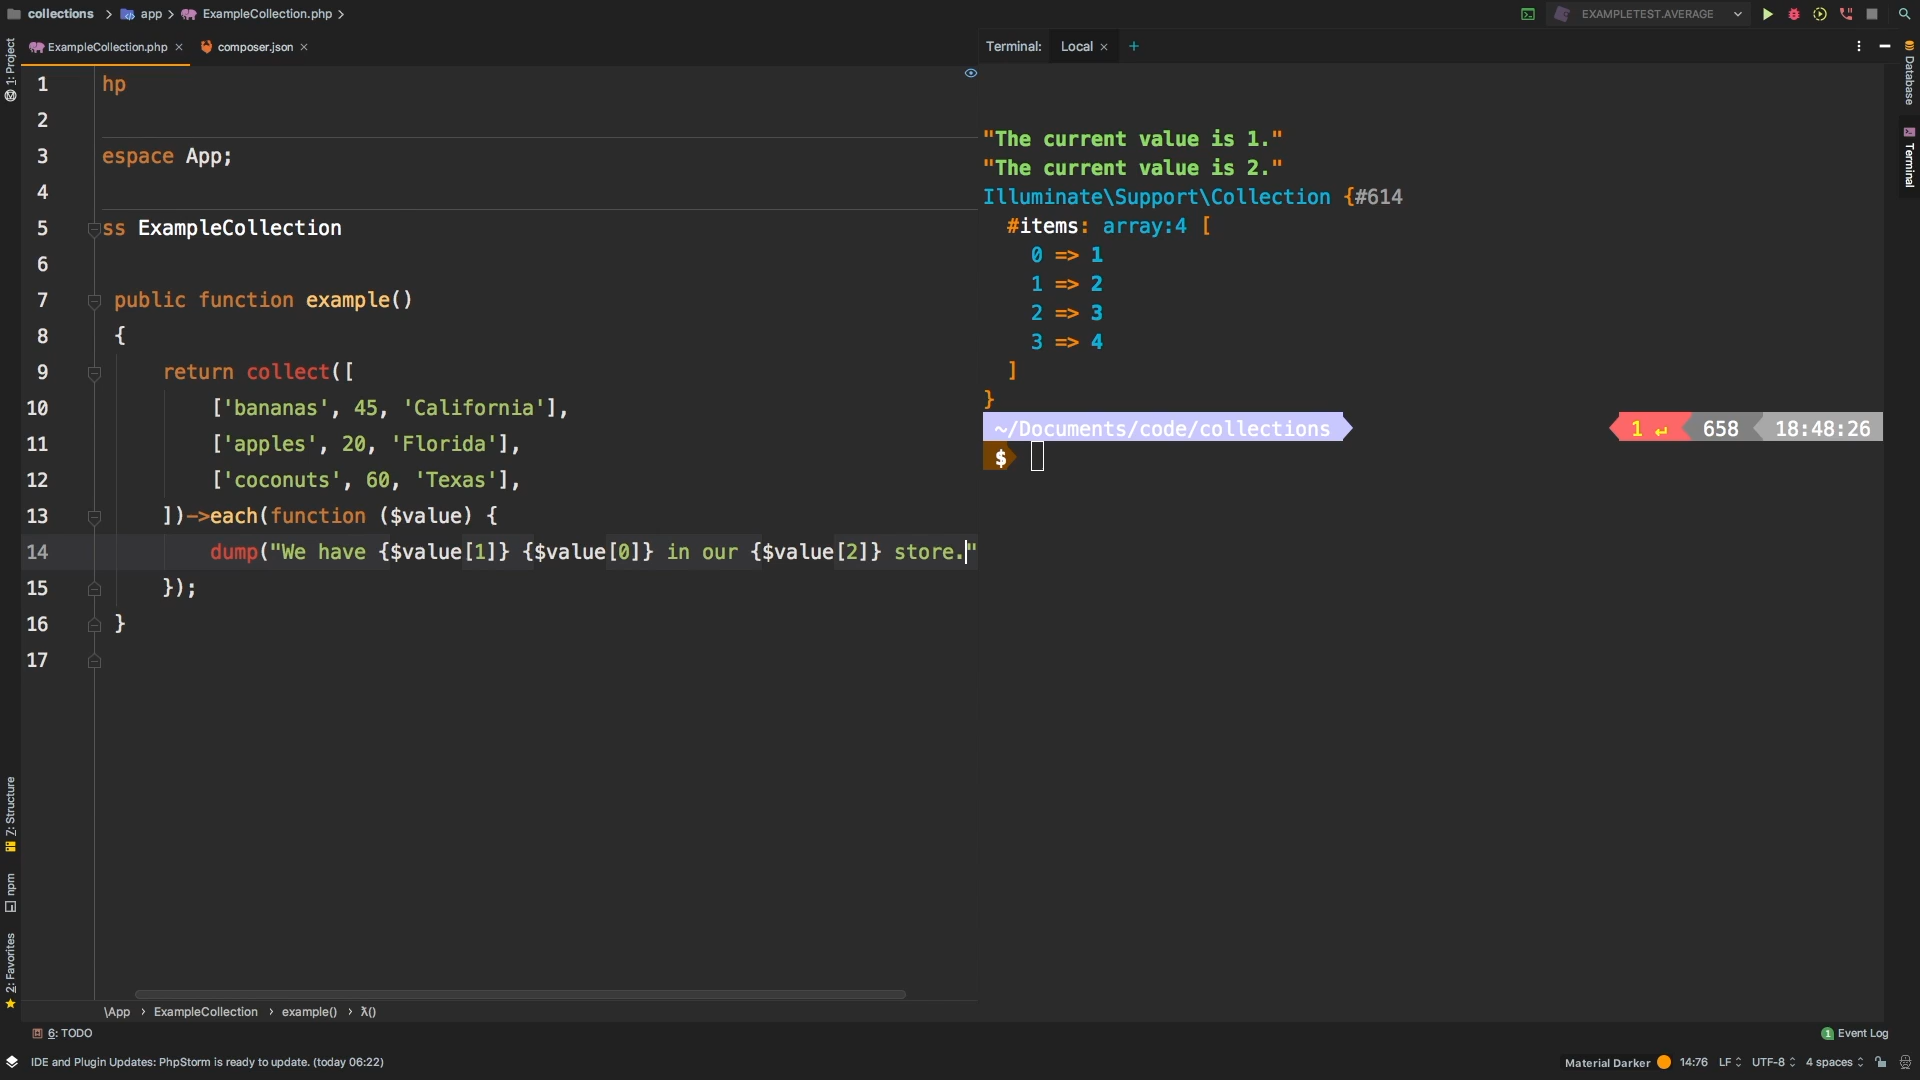 collections > app > ExampleCollection.php >
EXAMPLETEST.AVERAGE
ExampleCollection.php × composer.json ×
Terminal: Local × +
1: Project
Database
Terminal
1 hp
2
3 espace App;
4
5 ss ExampleCollection
6
7 public function example()
8 {
9 return collect([
10 ['bananas', 45, 'California'],
11 ['apples', 20, 'Florida'],
12 ['coconuts', 60, 'Texas'],
13 ])->each(function ($value) {
14 dump("We have {$value[1]} {$value[0]} in our {$value[2]} store."
15 });
16 }
17
"The current value is 1."
"The current value is 2."
Illuminate\Support\Collection {#614
#items: array:4 [
0 => 1
1 => 2
2 => 3
3 => 4
]
}
~/Documents/code/collections 1 ↵ 658 18:48:26
$
Z: Structure
npm
2: Favorites
\App > ExampleCollection > example() > λ()
6: TODO
1 Event Log
IDE and Plugin Updates: PhpStorm is ready to update. (today 06:22)
Material Darker 14:76 LF UTF-8 4 spaces